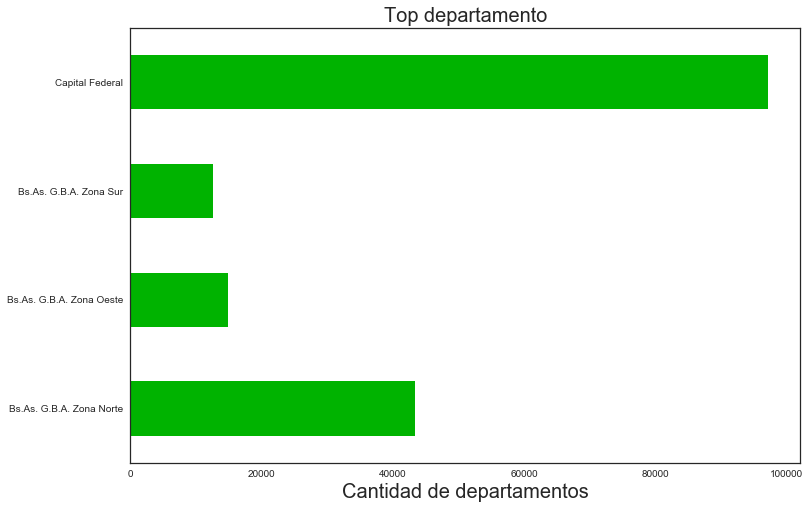 Top departamento
Capital Federal
Bs.As. G.B.A. Zona Sur
Bs.As. G.B.A. Zona Oeste
Bs.As. G.B.A. Zona Norte
0 20000 40000 60000 80000 100000
Cantidad de departamentos